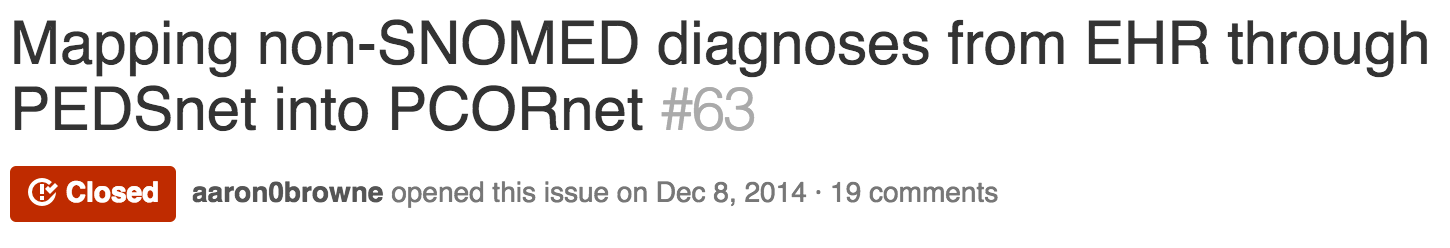 Mapping non-SNOMED diagnoses from EHR through
PEDSnet into PCORnet #63
Closed aaron0browne opened this issue on Dec 8, 2014 · 19 comments